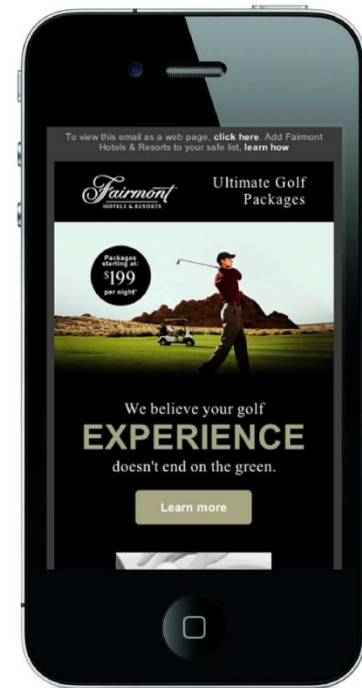 To view this email as a web page, click here. Add Fairmont
Hotels & Resorts to your safe list, learn how
Fairmont
HOTELS & RESORTS
Ultimate Golf
Packages
Packages
starting at:
$199
per night*
We believe your golf
EXPERIENCE
doesn't end on the green.
Learn more